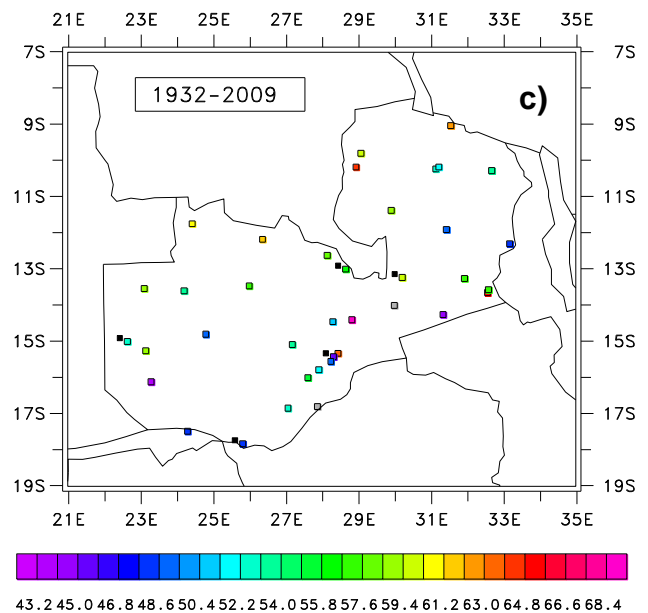 21E 23E 25E 27E 29E 31E 33E 35E
7S 7S
1932-2009 c)
9S 9S
11S 11S
13S 13S
15S 15S
17S 17S
19S 19S
21E 23E 25E 27E 29E 31E 33E 35E
43.2 45.0 46.8 48.6 50.4 52.2 54.0 55.8 57.6 59.4 61.2 63.0 64.8 66.6 68.4